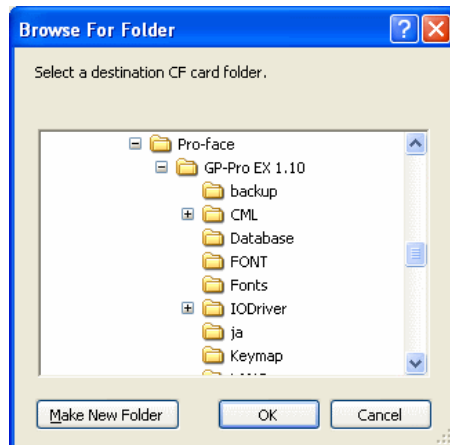 Browse For Folder
Select a destination CF card folder.
Pro-face
GP-Pro EX 1.10
backup
CML
Database
FONT
Fonts
IODriver
ja
Keymap
Make New Folder
OK
Cancel